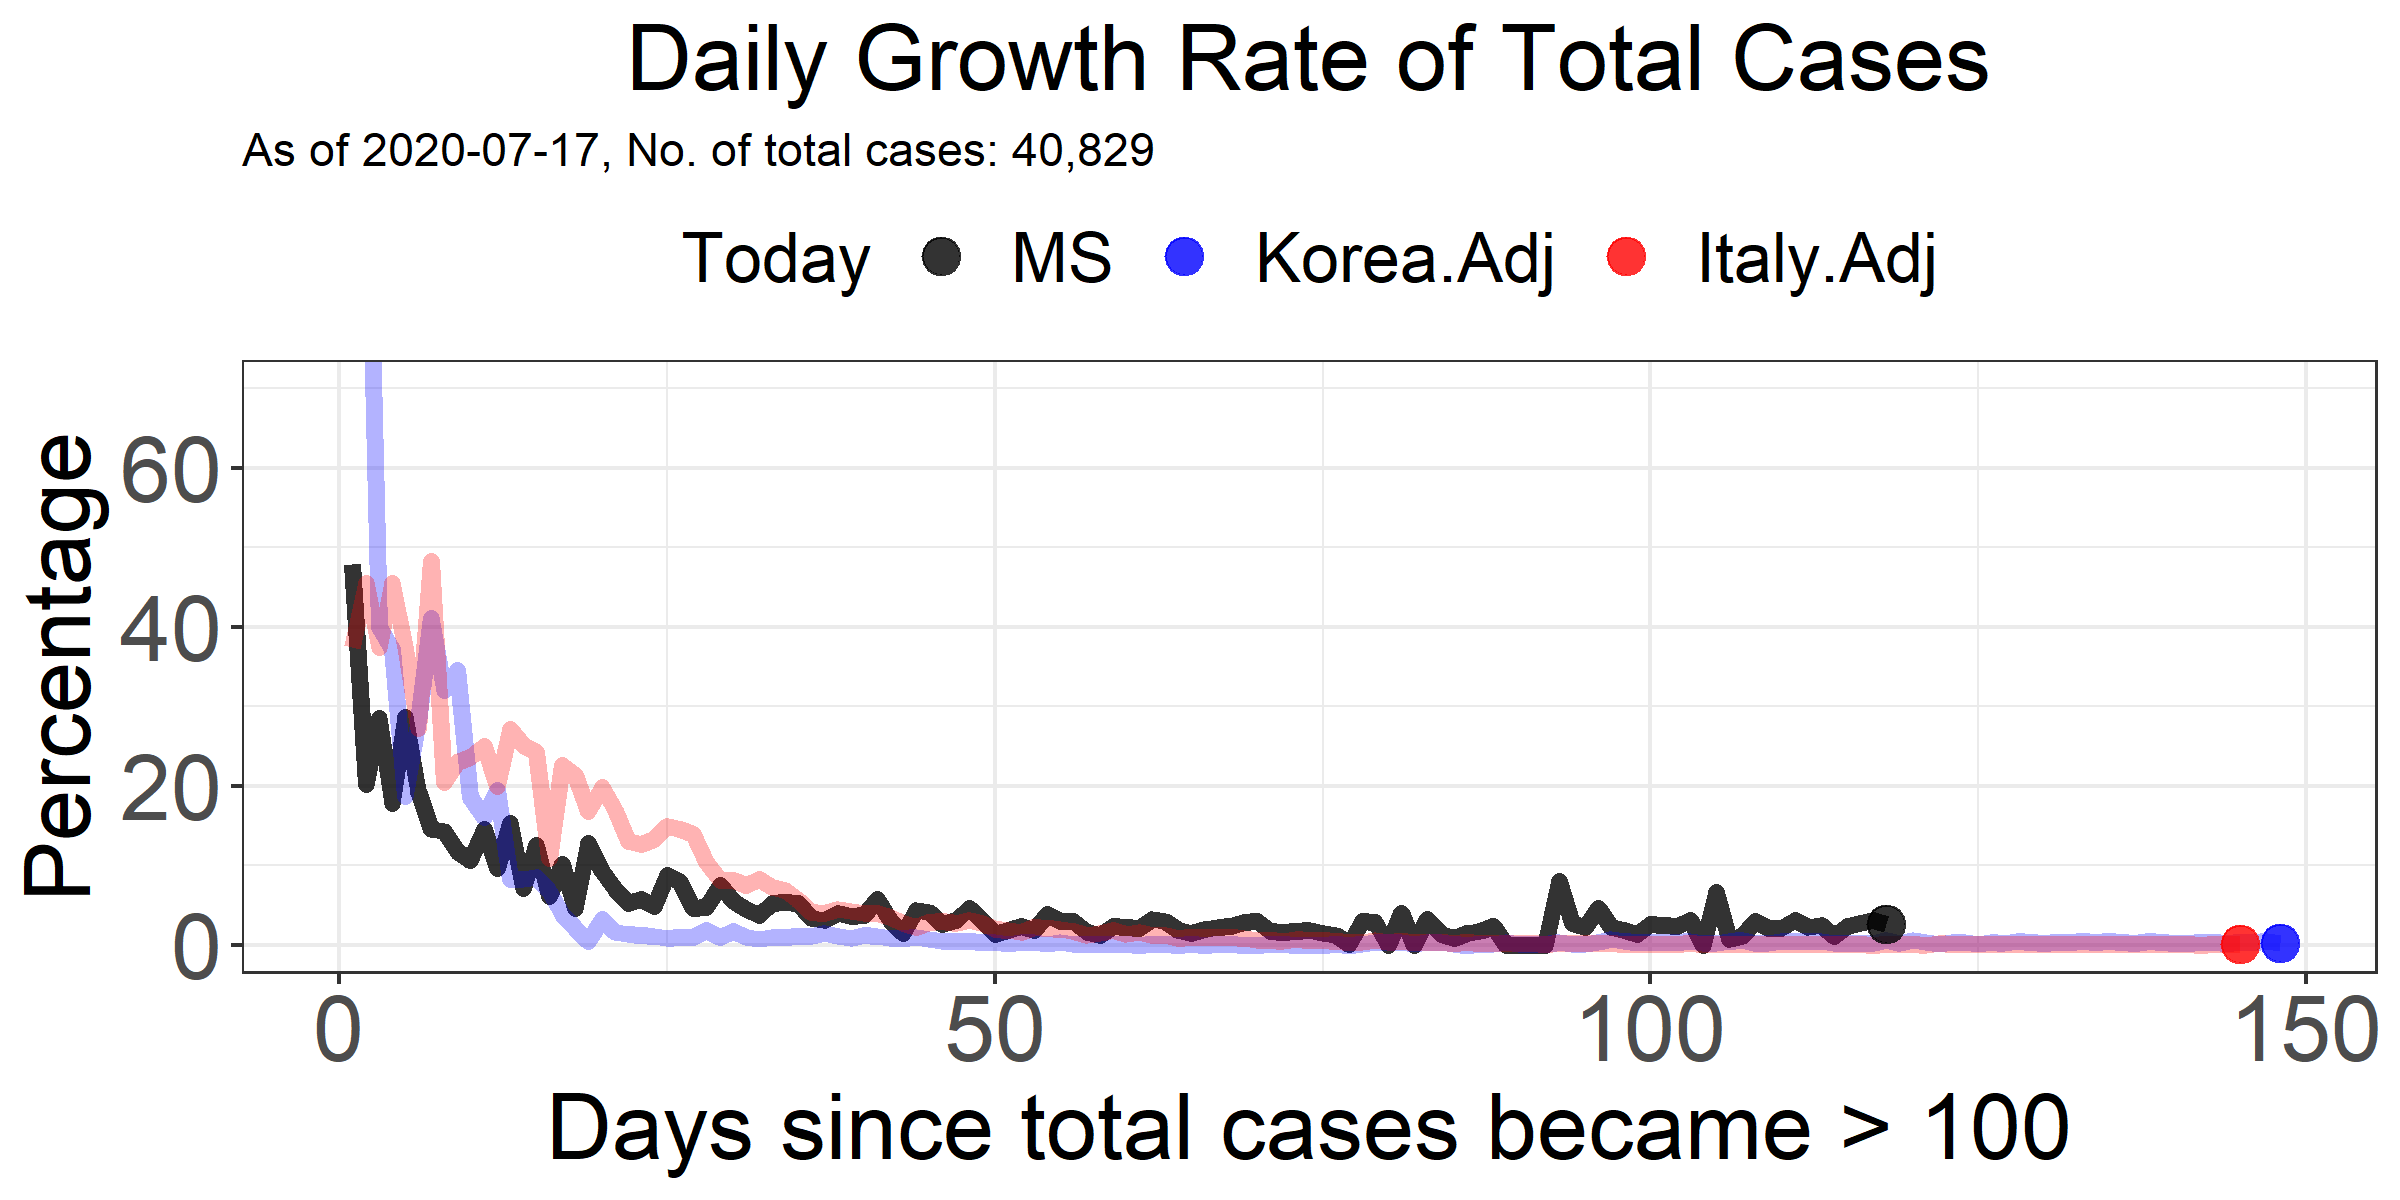 Daily Growth Rate of Total Cases
As of 2020-07-17, No. of total cases: 40,829
Today MS Korea.Adj Italy.Adj
Percentage
60
40
20
0
0 50 100 150
Days since total cases became > 100